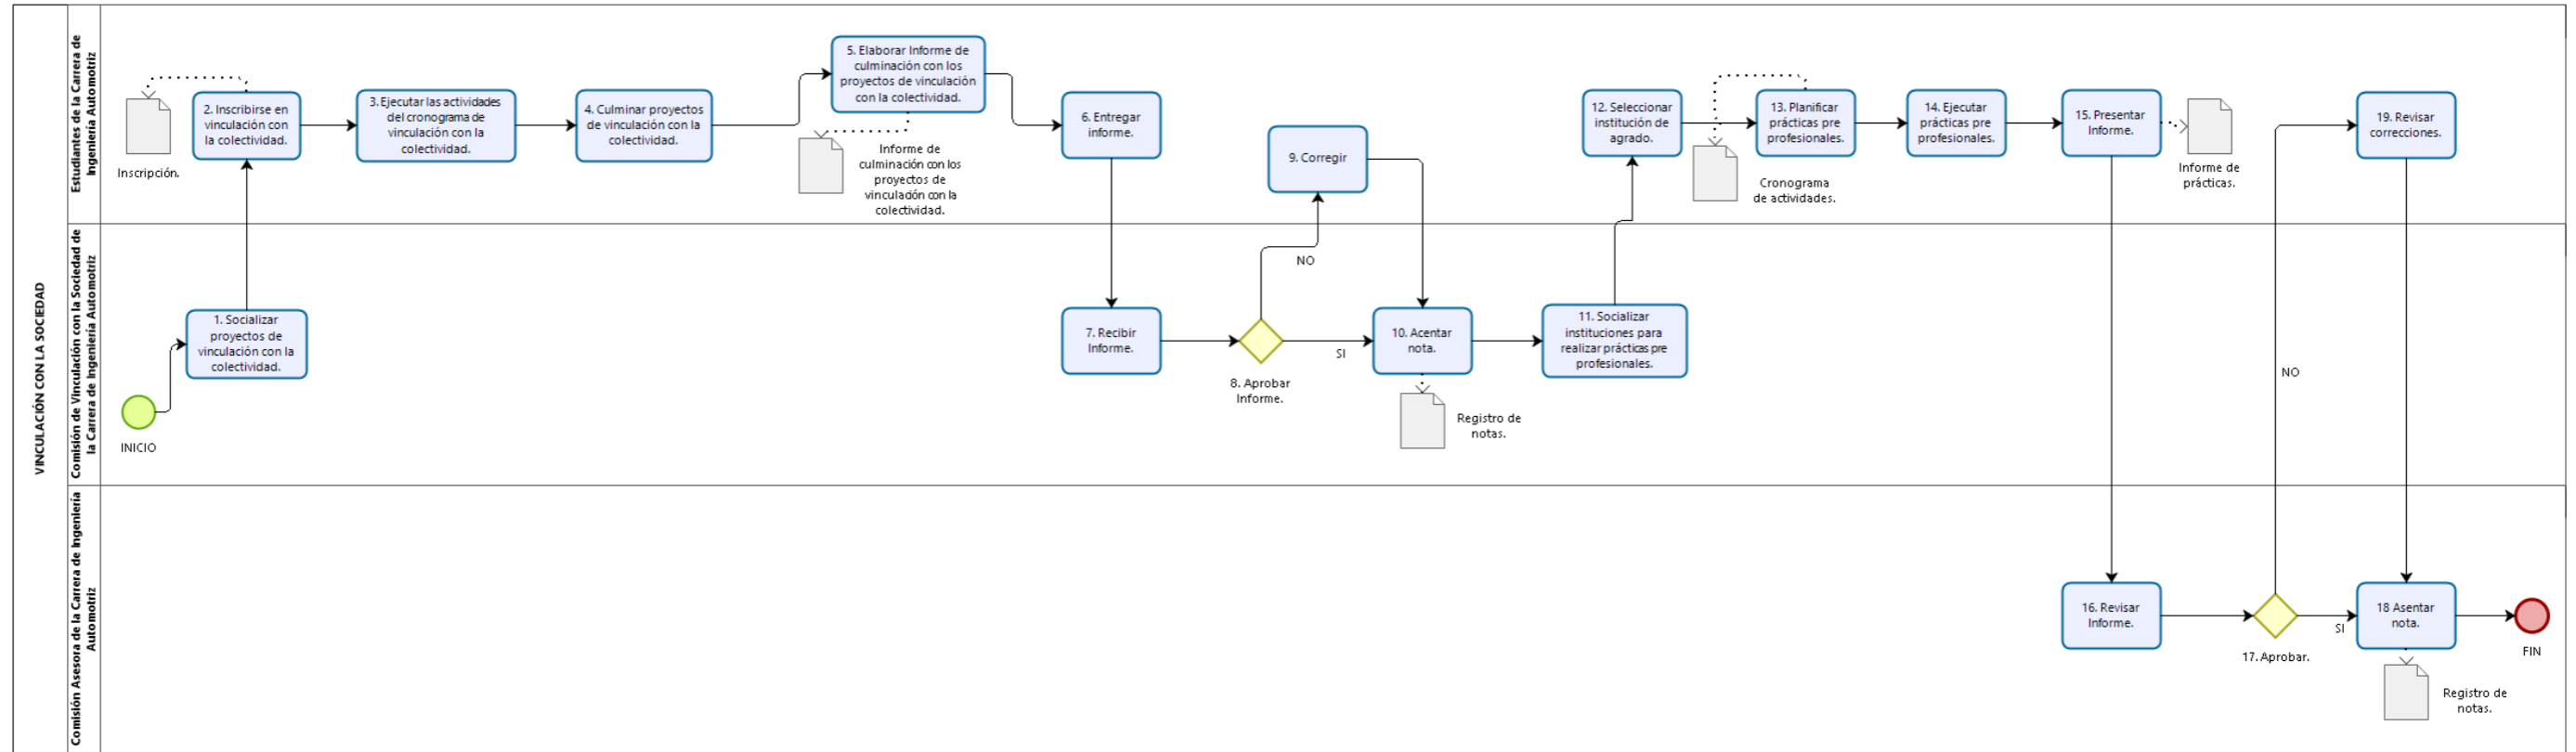 VINCULACIÓN CON LA SOCIEDAD
Estudiantes de la Carrera de
Ingeniería Automotriz
Inscripción.
2. Inscribirse en
vinculación con
la colectividad.
3. Ejecutar las actividades
del cronograma de
vinculación con la
colectividad.
4. Culminar proyectos
de vinculación con la
colectividad.
5. Elaborar Informe de
culminación con los
proyectos de vinculación
con la colectividad.
Informe de
culminación con los
proyectos de
vinculación con la
colectividad.
6. Entregar
informe.
9. Corregir
12. Seleccionar
institución de
agrado.
13. Planificar
prácticas pre
profesionales.
Cronograma
de actividades.
14. Ejecutar
prácticas pre
profesionales.
15. Presentar
Informe.
Informe de
prácticas.
19. Revisar
correcciones.
Comisión de Vinculación con la Sociedad de
la Carrera de Ingeniería Automotriz
INICIO
1. Socializar
proyectos de
vinculación con la
colectividad.
7. Recibir
Informe.
8. Aprobar
Informe.
NO
SI
10. Acentar
nota.
Registro de
notas.
11. Socializar
instituciones para
realizar prácticas pre
profesionales.
NO
Comisión Asesora de la Carrera de Ingeniería
Automotriz
16. Revisar
Informe.
17. Aprobar.
SI
18 Asentar
nota.
Registro de
notas.
FIN